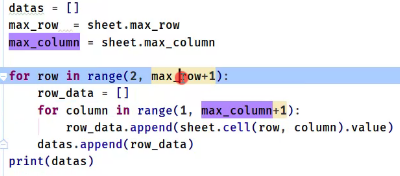 datas = []
max_row  = sheet.max_row
max_column = sheet.max_column
for row in range(2, max_row+1):
    row_data = []
    for column in range(1, max_column+1):
        row_data.append(sheet.cell(row, column).value)
    datas.append(row_data)
print(datas)